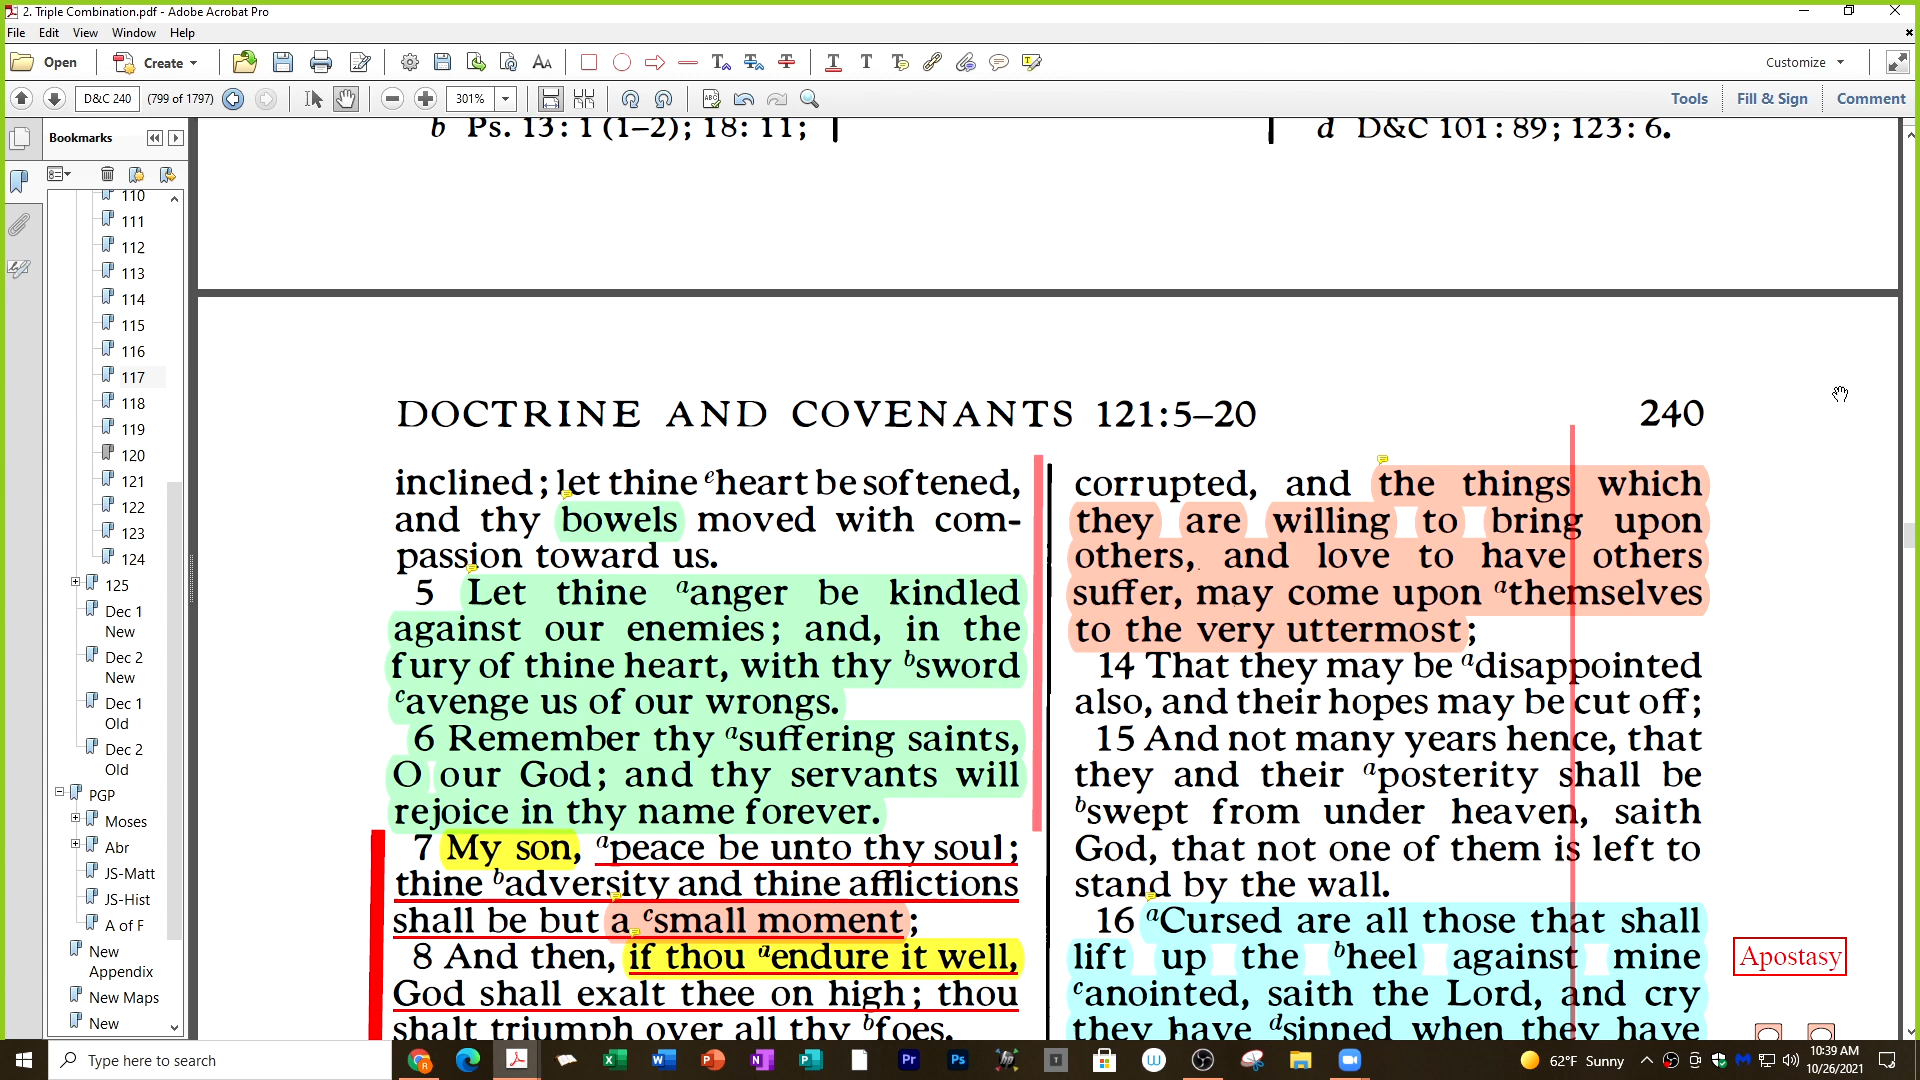 2. Triple Combination.pdf - Adobe Acrobat Pro
File Edit View Window Help
Open Create Customize
D&C 240 (799 of 1797) 301% Tools Fill & Sign Comment
Bookmarks
110
111
112
113
114
115
116
117
118
119
120
121
122
123
124
125
Dec 1
New
Dec 2
New
Dec 1
Old
Dec 2
Old
PGP
Moses
Abr
JS-Matt
JS-Hist
A of F
New
Appendix
New Maps
New
b Ps. 13:1 (1–2); 18:11;
d D&C 101:89; 123:6.
DOCTRINE AND COVENANTS 121:5–20 240
inclined; let thine eheart be softened,
and thy bowels moved with com-
passion toward us.
5 Let thine aanger be kindled
against our enemies; and, in the
fury of thine heart, with thy bsword
cavenge us of our wrongs.
6 Remember thy asuffering saints,
O our God; and thy servants will
rejoice in thy name forever.
7 My son, apeace be unto thy soul;
thine badversity and thine afflictions
shall be but a csmall moment;
8 And then, if thou aendure it well,
God shall exalt thee on high; thou
shalt triumph over all thy bfoes.
corrupted, and the things which
they are willing to bring upon
others, and love to have others
suffer, may come upon athemselves
to the very uttermost;
14 That they may be adisappointed
also, and their hopes may be cut off;
15 And not many years hence, that
they and their aposterity shall be
bswept from under heaven, saith
God, that not one of them is left to
stand by the wall.
16 aCursed are all those that shall
lift up the bheel against mine
canointed, saith the Lord, and cry
they have dsinned when they have
Apostasy
Type here to search
62°F Sunny
10:39 AM
10/26/2021